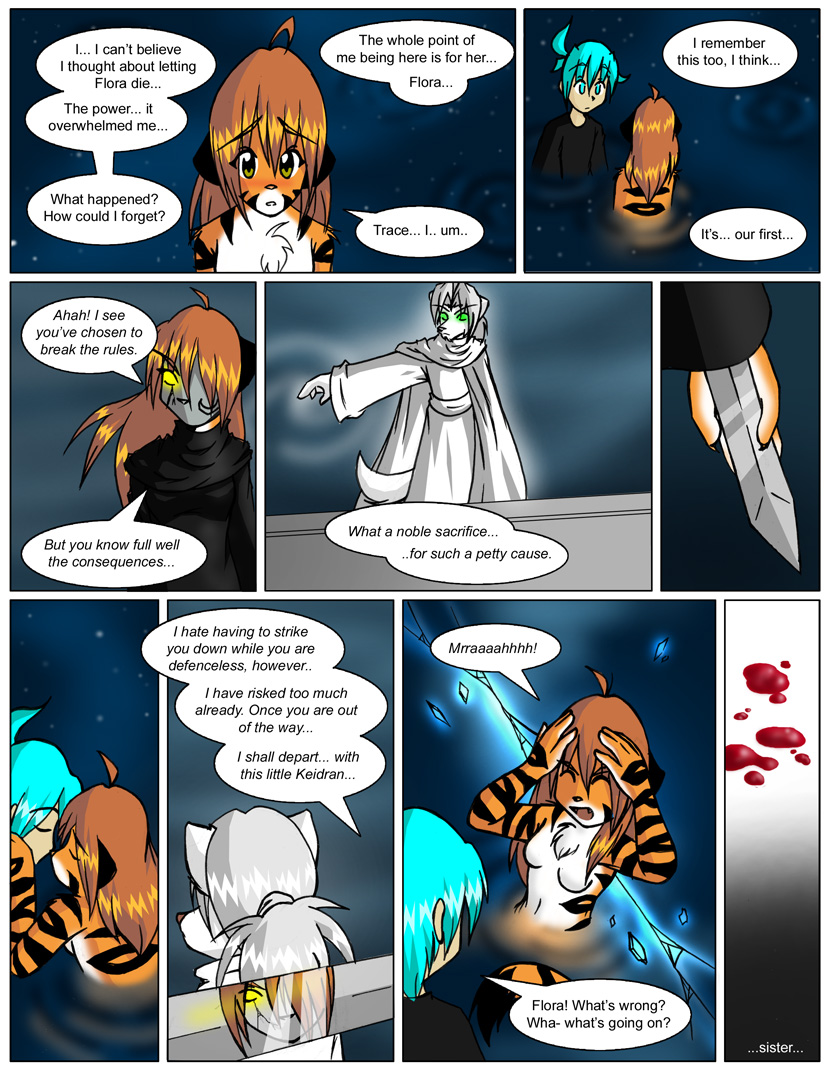 I... I can't believe
I thought about letting
Flora die...
The power... it
overwhelmed me...
What happened?
How could I forget?
The whole point of
me being here is for her...
Flora...
Trace... I.. um..
I remember
this too, I think...
It's... our first...
Ahah! I see
you've chosen to
break the rules.
But you know full well
the consequences...
What a noble sacrifice...
..for such a petty cause.
I hate having to strike
you down while you are
defenceless, however..
I have risked too much
already. Once you are out
of the way...
I shall depart... with
this little Keidran...
Mrraaaahhhh!
Flora! What's wrong?
Wha- what's going on?
...sister...